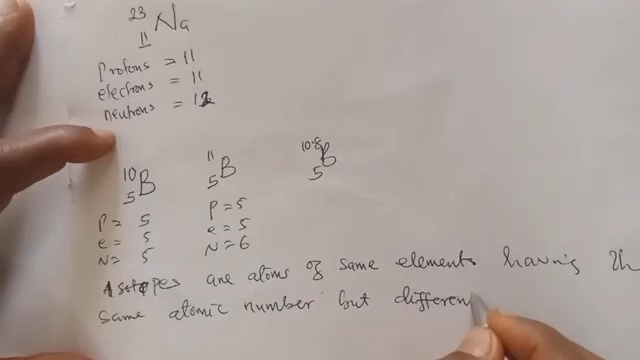 23
11 Na
Protons = 11
electrons = 11
neutrons = 12
10 5 B 11 5 B 10.8 5 B
P = 5 P = 5
e = 5 e = 5
N = 5 N = 6
Isotopes are atoms of same elements having th
same atomic number but differen